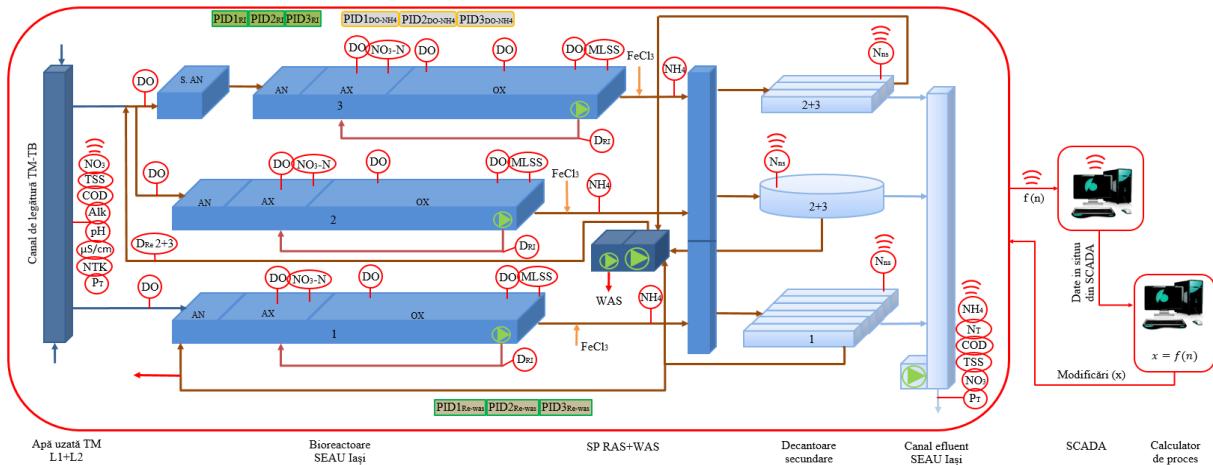 PID1RI PID2RI PID3RI
PID1DO-NH4 PID2DO-NH4 PID3DO-NH4
DO NO3-N DO DO DO MLSS
FeCl3
NH4
Nns
DO
S. AN
AN AX OX
3
2+3
DRI
Canal de legătură TM-TB
NO3
TSS
COD
Alk
pH
µS/cm
NTK
PT
DO
DO NO3-N DO DO MLSS
FeCl3
NH4
Nns
AN AX OX
2
2+3
DRI
DRe 2+3
WAS
f (n)
Date in situ din SCADA
DO
DO NO3-N DO DO MLSS
NH4
Nns
AN AX OX
1
1
FeCl3
DRI
NH4
NT
COD
TSS
NO3
PT
x = f(n)
Modificări (x)
PID1Re-was PID2Re-was PID3Re-was
Apă uzată TM
L1+L2
Bioreactoare
SEAU Iași
SP RAS+WAS
Decantoare
secundare
Canal efluent
SEAU Iași
SCADA
Calculator
de proces